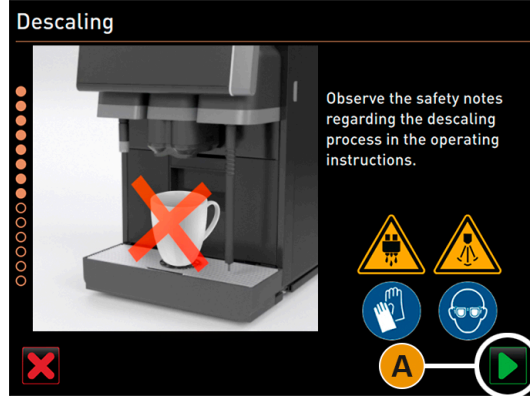 Descaling
Observe the safety notes
regarding the descaling
process in the operating
instructions.
A